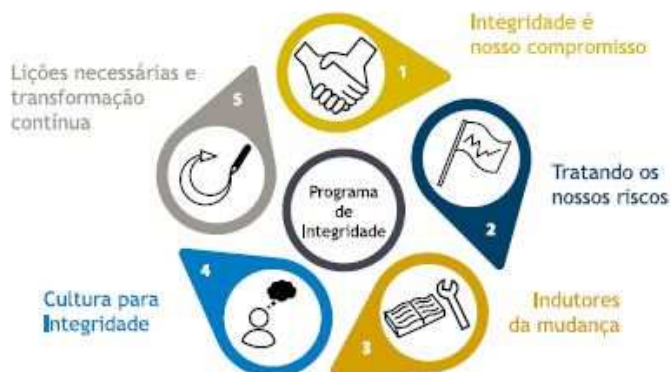 Integridade é
nosso compromisso
1
Tratando os
nossos riscos
2
Indutores
da mudança
3
Cultura para
Integridade
4
Lições necessárias e
transformação
contínua
5
Programa
de
Integridade